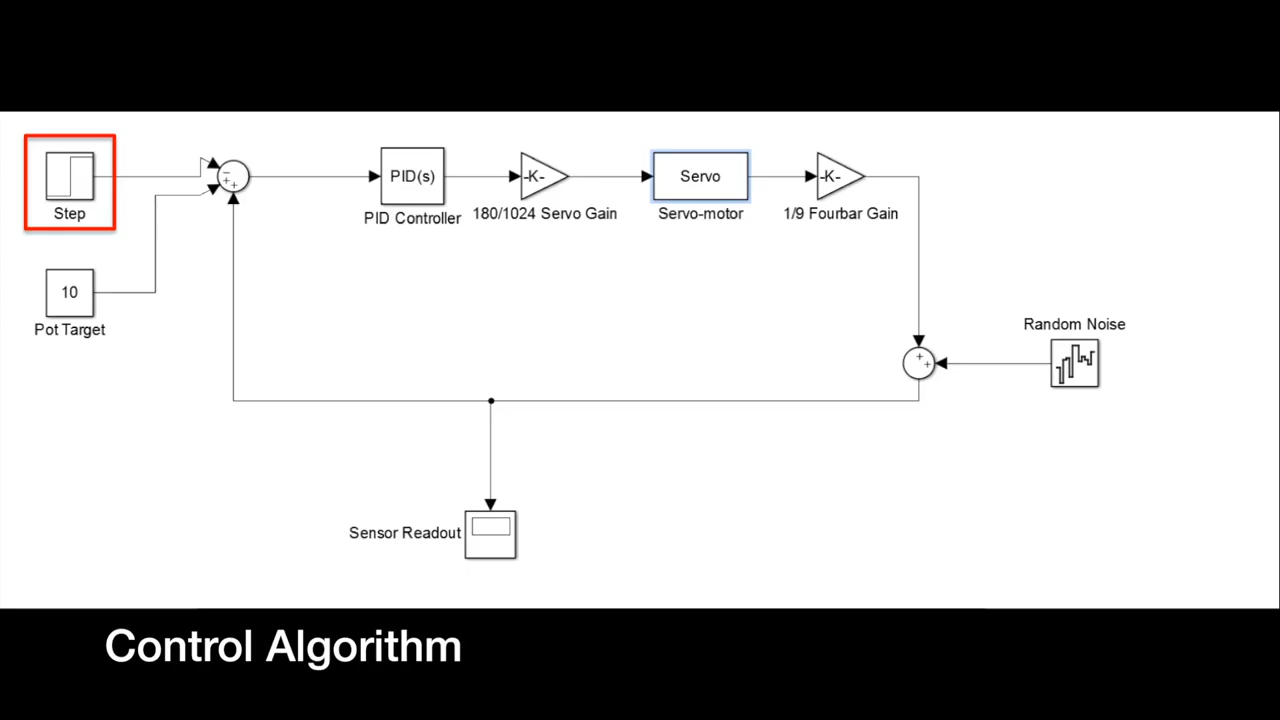 Step
10
Pot Target
PID(s)
PID Controller
-K-
180/1024 Servo Gain
Servo
Servo-motor
-K-
1/9 Fourbar Gain
Random Noise
Sensor Readout
Control Algorithm